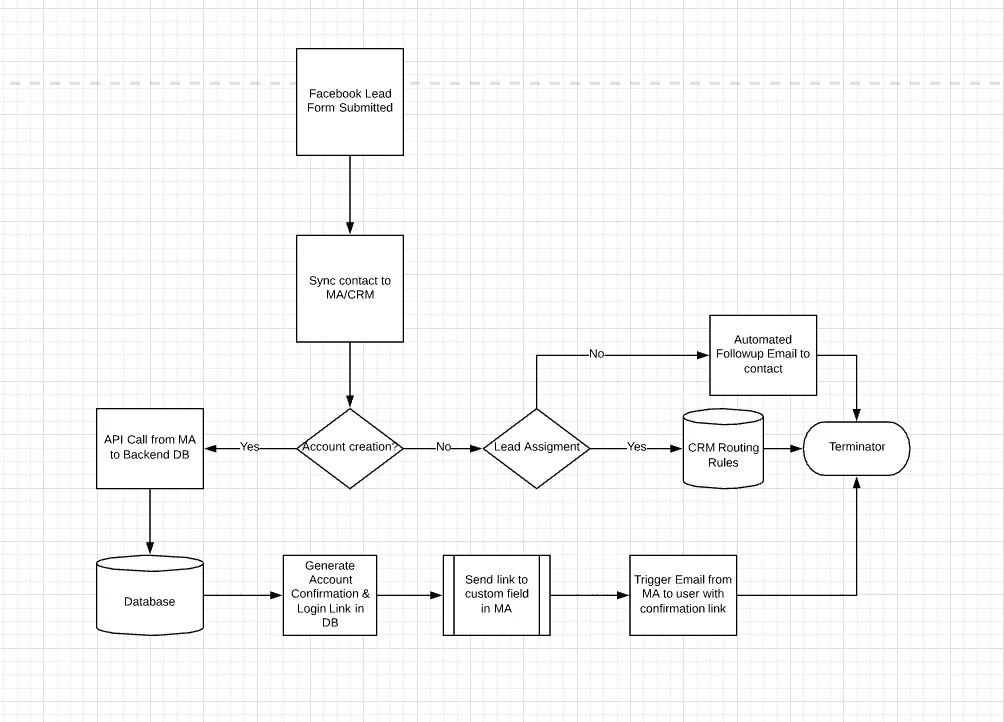 Facebook Lead
Form Submitted
Sync contact to
MA/CRM
Automated
Followup Email to
contact
No
API Call from MA
to Backend DB
Yes
Account creation?
No
Lead Assigment
Yes
CRM Routing
Rules
Terminator
Database
Generate
Account
Confirmation &
Login Link in
DB
Send link to
custom field
in MA
Trigger Email from
MA to user with
confirmation link